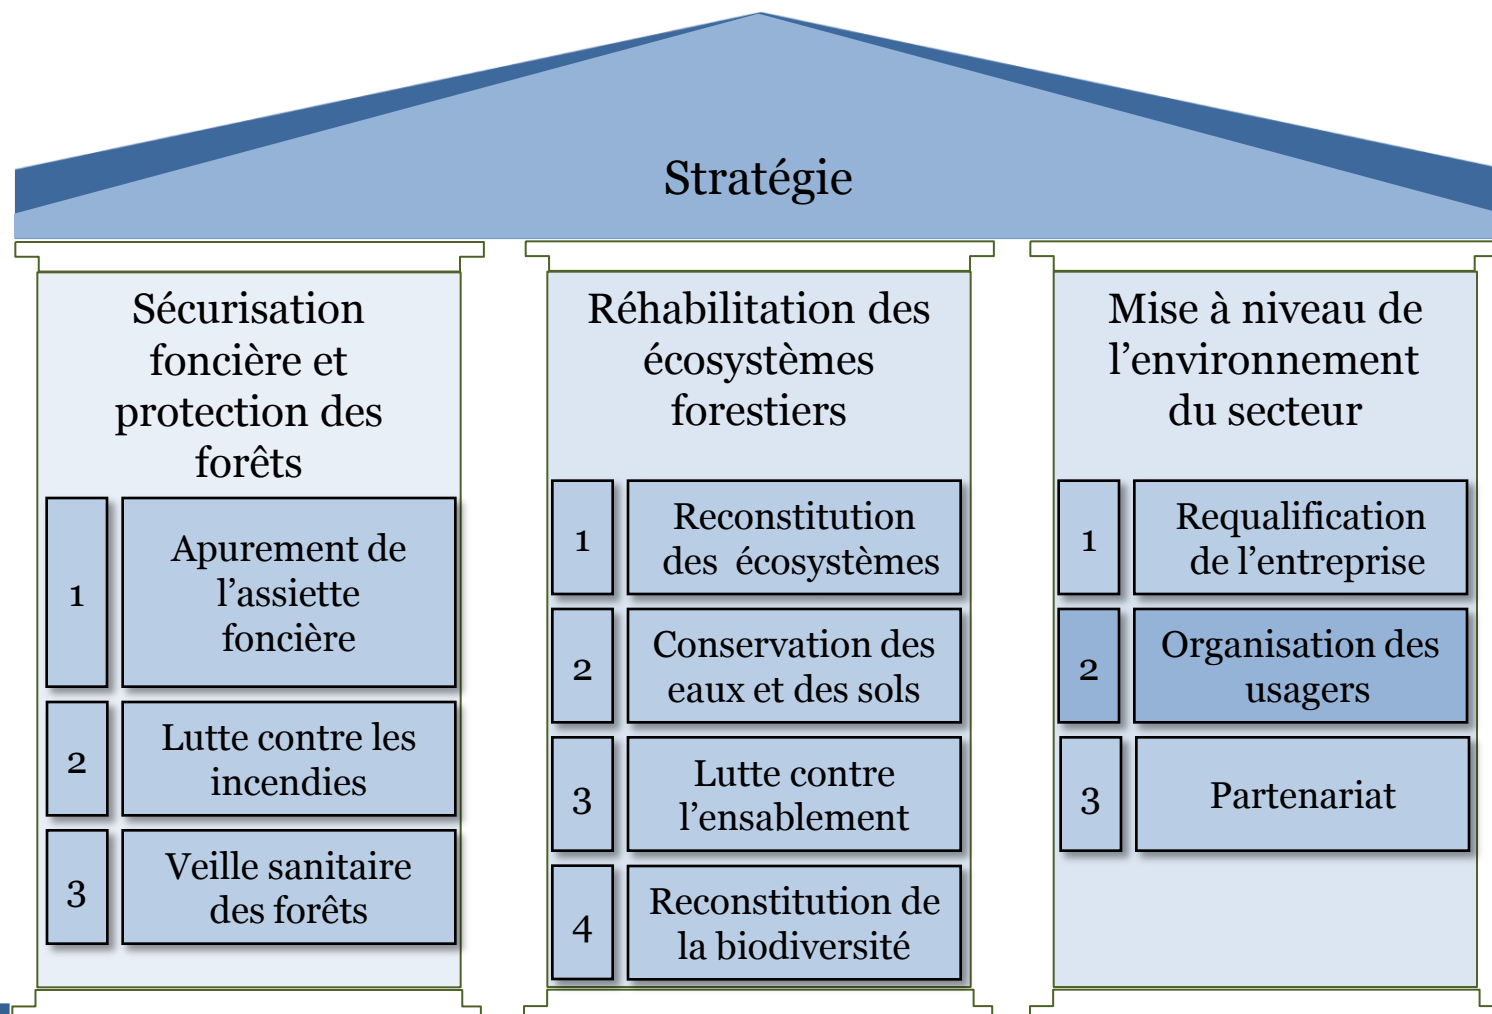 Stratégie
Sécurisation
foncière et
protection des
forêts
1
Apurement de
l’assiette
foncière
2
Lutte contre les
incendies
3
Veille sanitaire
des forêts
Réhabilitation des
écosystèmes
forestiers
1
Reconstitution
des écosystèmes
2
Conservation des
eaux et des sols
3
Lutte contre
l’ensablement
4
Reconstitution de
la biodiversité
Mise à niveau de
l’environnement
du secteur
1
Requalification
de l’entreprise
2
Organisation des
usagers
3
Partenariat